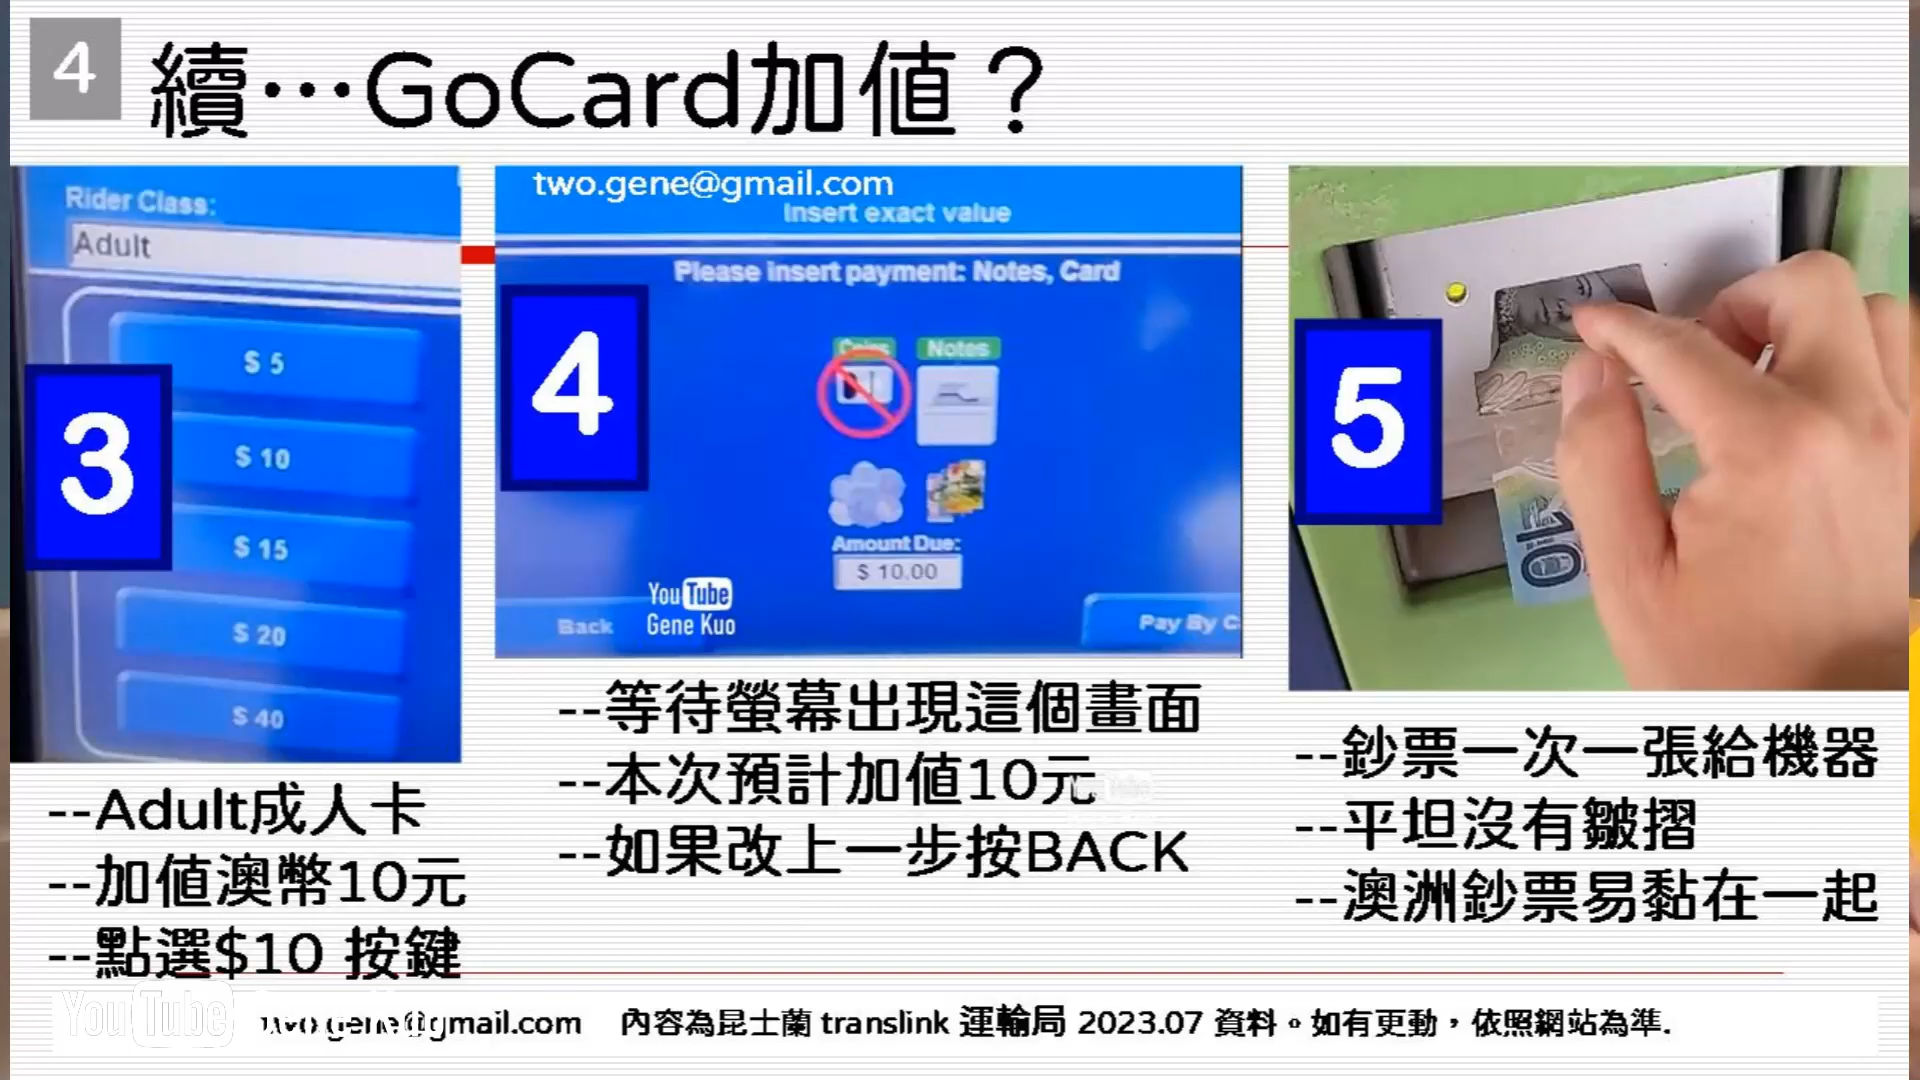 4
續…GoCard加值？
Rider Class:
Adult
$ 5
$ 10
$ 15
$ 20
$ 40
3
--Adult成人卡
--加值澳幣10元
--點選$10 按鍵
two.gene@gmail.com
Insert exact value
Please insert payment: Notes, Card
4
Coins
Notes
Amount Due:
$ 10.00
Back
YouTube
Gene Kuo
Pay By C
--等待螢幕出現這個畫面
--本次預計加值10元
--如果改上一步按BACK
5
10
--鈔票一次一張給機器
--平坦沒有皺摺
--澳洲鈔票易黏在一起
YouTube
two.gene@gmail.com 內容為昆士蘭 translink 運輸局 2023.07 資料。如有更動，依照網站為準.